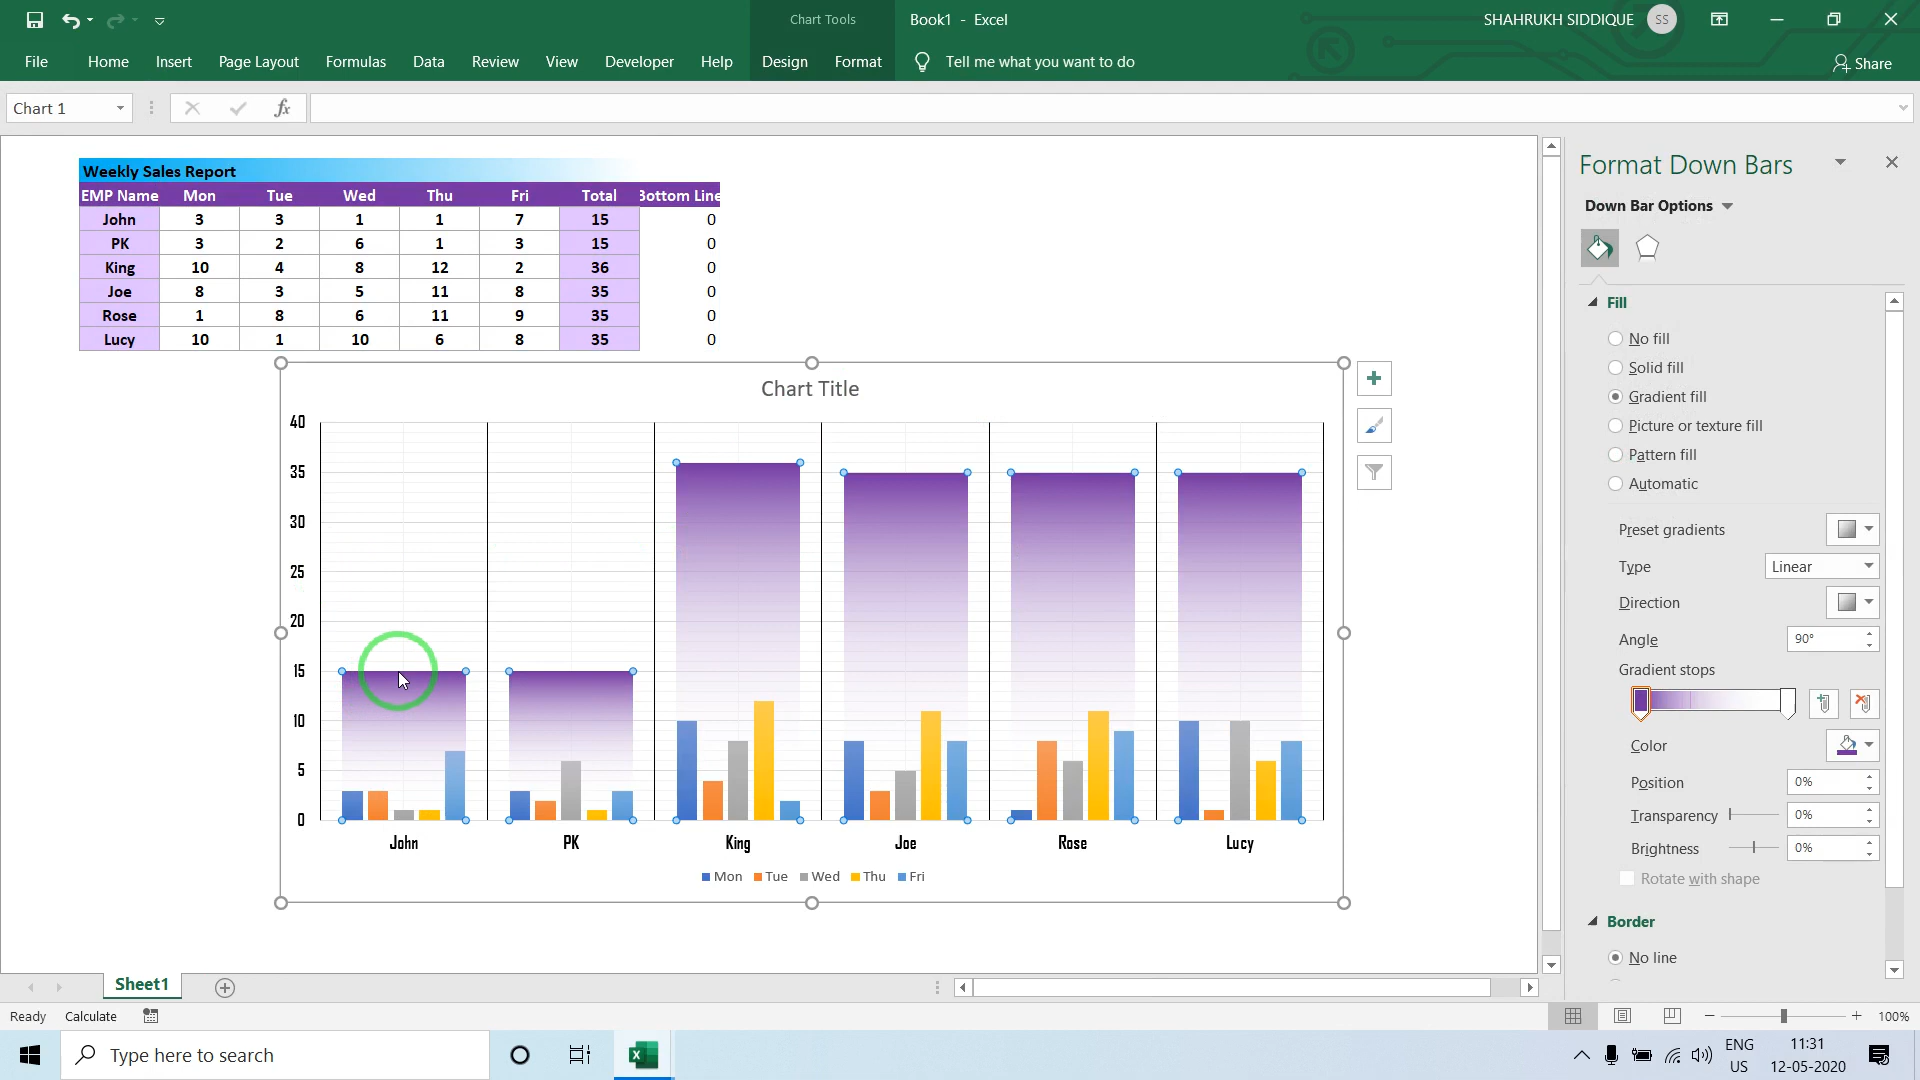 Chart Tools
Book1 - Excel
SHAHRUKH SIDDIQUE
SS
File Home Insert Page Layout Formulas Data Review View Developer Help Design Format Tell me what you want to do
Share
Chart 1
fx
Weekly Sales Report
EMP Name Mon Tue Wed Thu Fri Total Bottom Line
John 3 3 1 1 7 15 0
PK 3 2 6 1 3 15 0
King 10 4 8 12 2 36 0
Joe 8 3 5 11 8 35 0
Rose 1 8 6 11 9 35 0
Lucy 10 1 10 6 8 35 0
Chart Title
40
35
30
25
20
15
10
5
0
John PK King Joe Rose Lucy
Mon Tue Wed Thu Fri
Format Down Bars
Down Bar Options
Fill
No fill
Solid fill
Gradient fill
Picture or texture fill
Pattern fill
Automatic
Preset gradients
Type Linear
Direction
Angle 90°
Gradient stops
Color
Position 0%
Transparency 0%
Brightness 0%
Rotate with shape
Border
No line
Sheet1
Ready Calculate
100%
Type here to search
ENG
US
11:31
12-05-2020